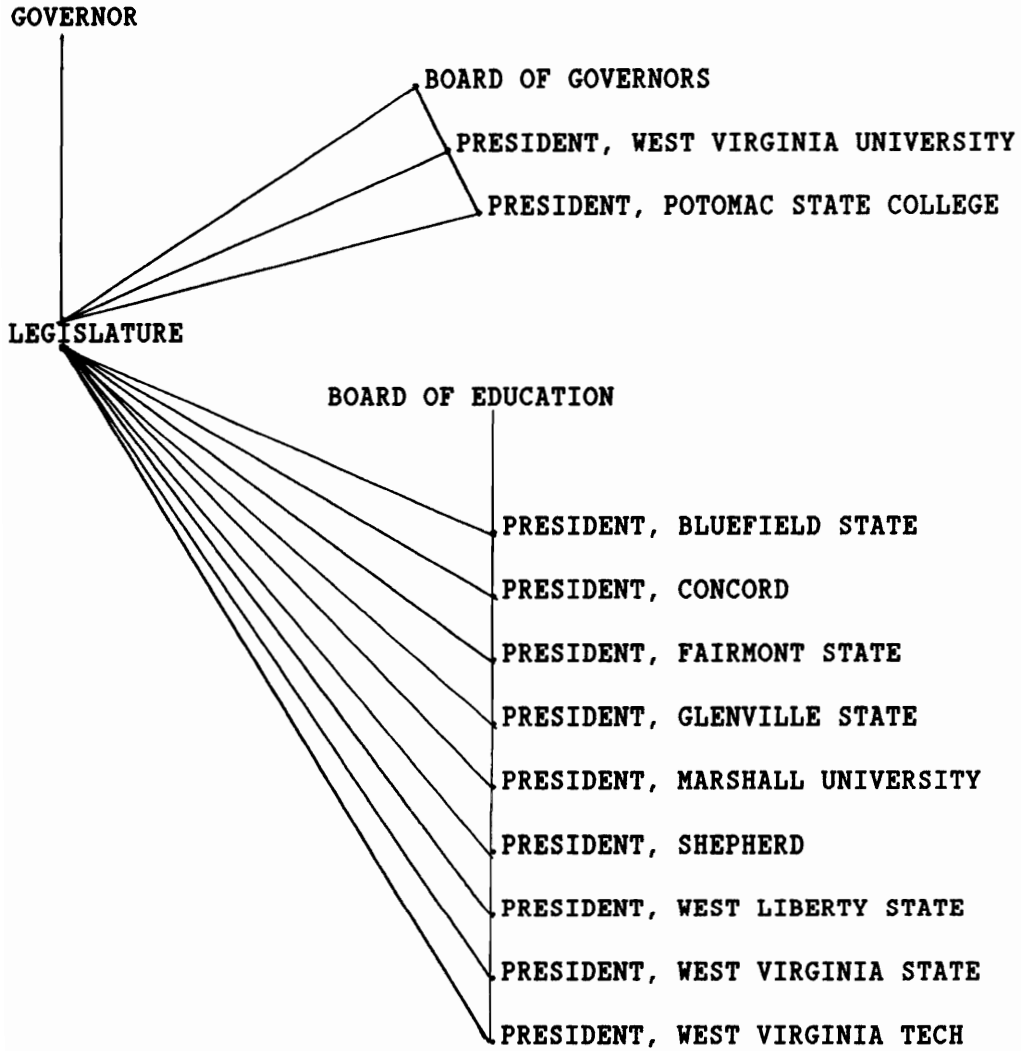 GOVERNOR
BOARD OF GOVERNORS
PRESIDENT, WEST VIRGINIA UNIVERSITY
PRESIDENT, POTOMAC STATE COLLEGE
LEGISLATURE
BOARD OF EDUCATION
PRESIDENT, BLUEFIELD STATE
PRESIDENT, CONCORD
PRESIDENT, FAIRMONT STATE
PRESIDENT, GLENVILLE STATE
PRESIDENT, MARSHALL UNIVERSITY
PRESIDENT, SHEPHERD
PRESIDENT, WEST LIBERTY STATE
PRESIDENT, WEST VIRGINIA STATE
PRESIDENT, WEST VIRGINIA TECH